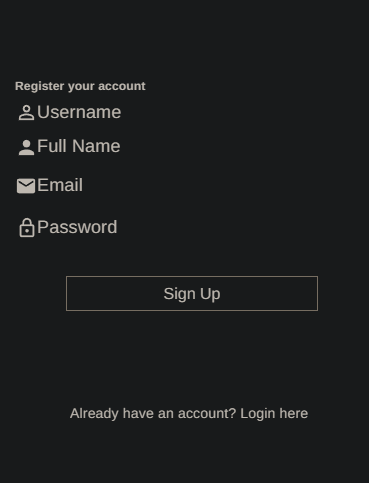 Register your account
Username
Full Name
Email
Password
Sign Up
Already have an account? Login here